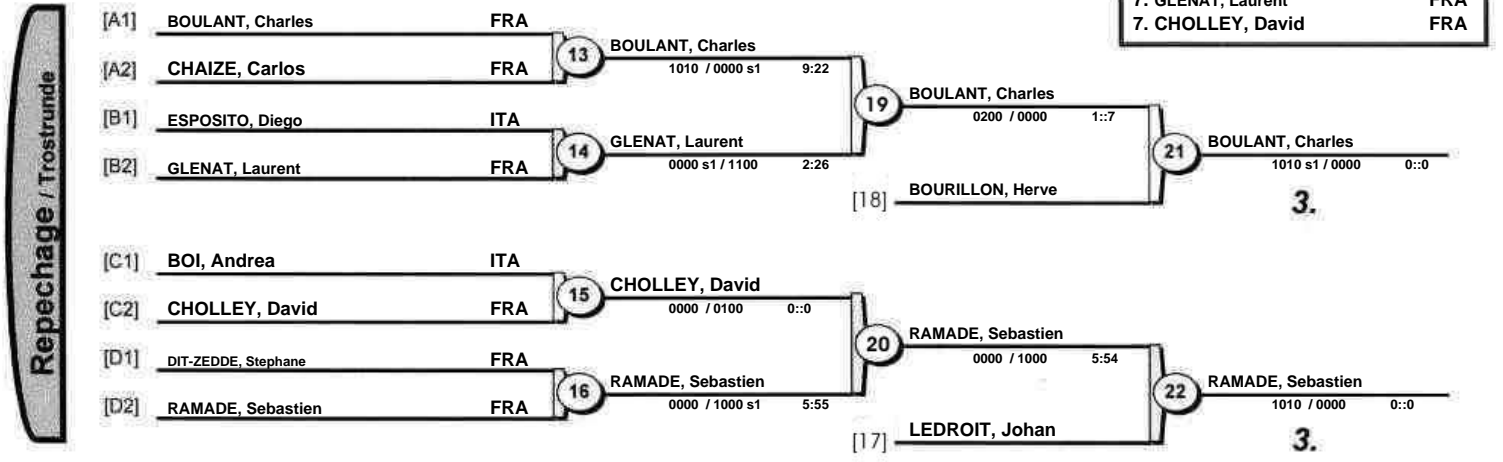 7. GLENAT, Laurent FRA
7. CHOLLEY, David FRA
Repechage / Trostrunde
[A1] BOULANT, Charles FRA
[A2] CHAIZE, Carlos FRA
13 BOULANT, Charles
1010 / 0000 s1 9:22
[B1] ESPOSITO, Diego ITA
[B2] GLENAT, Laurent FRA
14 GLENAT, Laurent
0000 s1 / 1100 2:26
19 BOULANT, Charles
0200 / 0000 1::7
[18] BOURILLON, Herve
21 BOULANT, Charles
1010 s1 / 0000 0::0
3.
[C1] BOI, Andrea ITA
[C2] CHOLLEY, David FRA
15 CHOLLEY, David
0000 / 0100 0::0
[D1] DIT-ZEDDE, Stephane FRA
[D2] RAMADE, Sebastien FRA
16 RAMADE, Sebastien
0000 / 1000 s1 5:55
20 RAMADE, Sebastien
0000 / 1000 5:54
[17] LEDROIT, Johan
22 RAMADE, Sebastien
1010 / 0000 0::0
3.